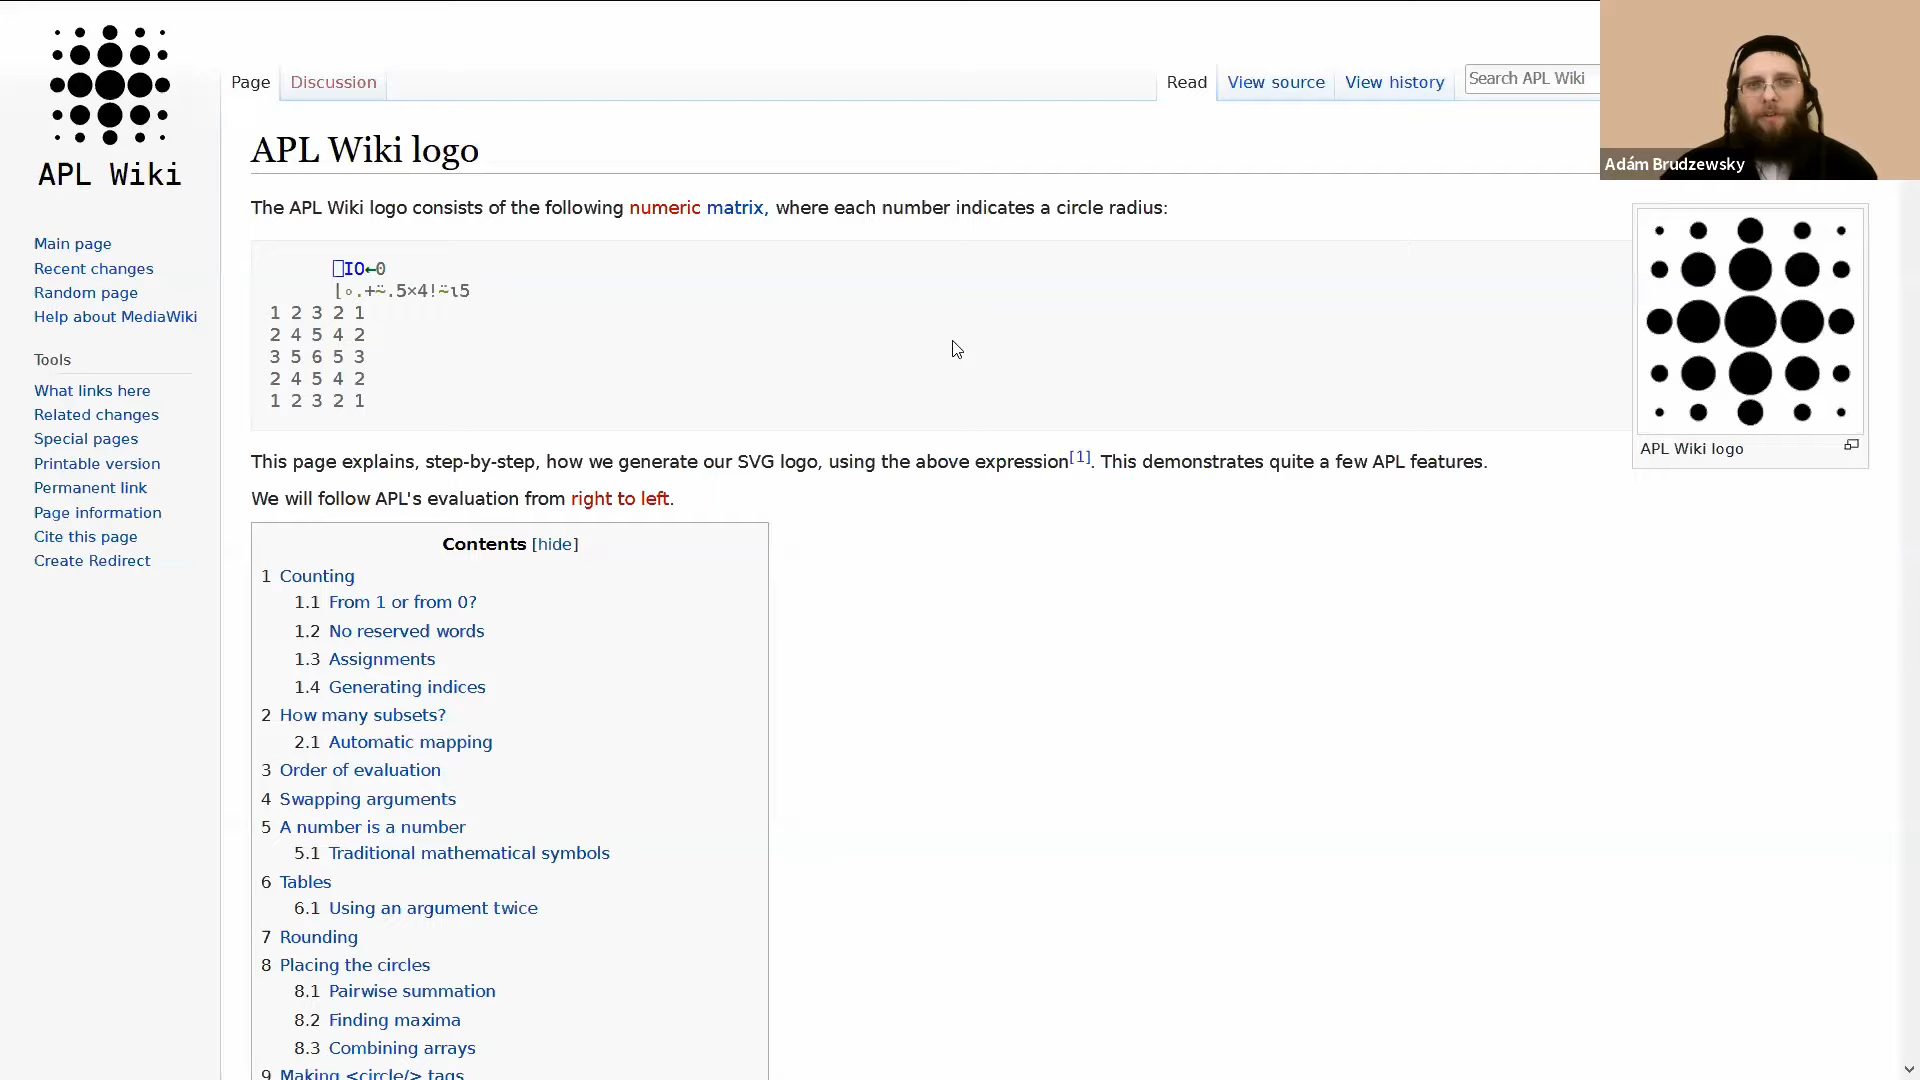 APL Wiki
Page
Discussion
Read
View source
View history
Search APL Wiki
Adám Brudzewsky
APL Wiki logo
The APL Wiki logo consists of the following numeric matrix, where each number indicates a circle radius:
⎕IO←0
⌊∘.+⍨.5×4!⍨⍳5
1 2 3 2 1
2 4 5 4 2
3 5 6 5 3
2 4 5 4 2
1 2 3 2 1
APL Wiki logo
This page explains, step-by-step, how we generate our SVG logo, using the above expression[1]. This demonstrates quite a few APL features.
We will follow APL's evaluation from right to left.
Main page
Recent changes
Random page
Help about MediaWiki
Tools
What links here
Related changes
Special pages
Printable version
Permanent link
Page information
Cite this page
Create Redirect
Contents [hide]
1 Counting
1.1 From 1 or from 0?
1.2 No reserved words
1.3 Assignments
1.4 Generating indices
2 How many subsets?
2.1 Automatic mapping
3 Order of evaluation
4 Swapping arguments
5 A number is a number
5.1 Traditional mathematical symbols
6 Tables
6.1 Using an argument twice
7 Rounding
8 Placing the circles
8.1 Pairwise summation
8.2 Finding maxima
8.3 Combining arrays
9 Making <circle/> tags